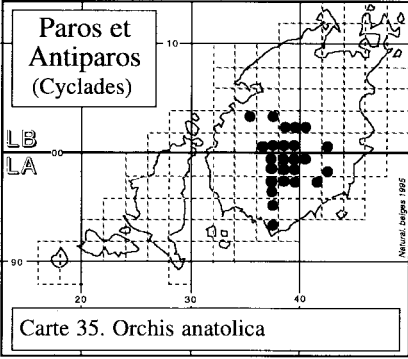 Paros et
Antiparos
(Cyclades)
10
LB
LA
00
90
20
30
40
Natural. belges 1995
Carte 35. Orchis anatolica